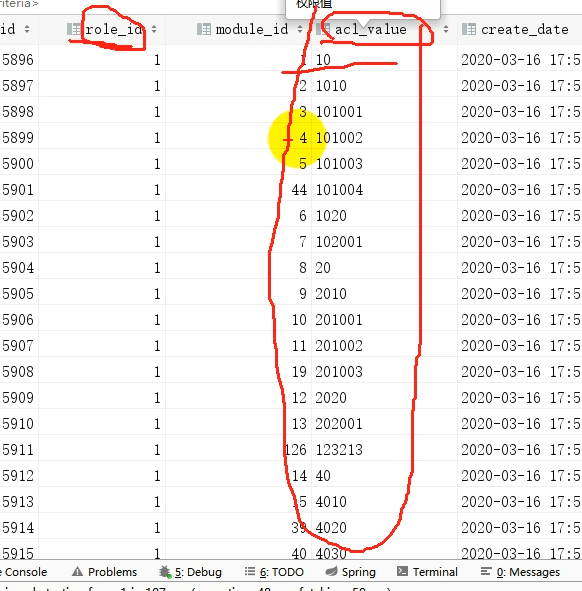 riteria>
权限值
id role_id module_id acl_value create_date
5896 1 1 10 2020-03-16 17:5
5897 1 2 1010 2020-03-16 17:5
5898 1 3 101001 2020-03-16 17:5
5899 1 4 101002 2020-03-16 17:5
5900 1 5 101003 2020-03-16 17:5
5901 1 44 101004 2020-03-16 17:5
5902 1 6 1020 2020-03-16 17:5
5903 1 7 102001 2020-03-16 17:5
5904 1 8 20 2020-03-16 17:5
5905 1 9 2010 2020-03-16 17:5
5906 1 10 201001 2020-03-16 17:5
5907 1 11 201002 2020-03-16 17:5
5908 1 19 201003 2020-03-16 17:5
5909 1 12 2020 2020-03-16 17:5
5910 1 13 202001 2020-03-16 17:5
5911 1 126 123213 2020-03-16 17:5
5912 1 14 40 2020-03-16 17:5
5913 1 15 4010 2020-03-16 17:5
5914 1 39 4020 2020-03-16 17:5
5915 1 40 4030 2020-03-16 17:5
e Console Problems 5: Debug 6: TODO Spring Terminal 0: Messages